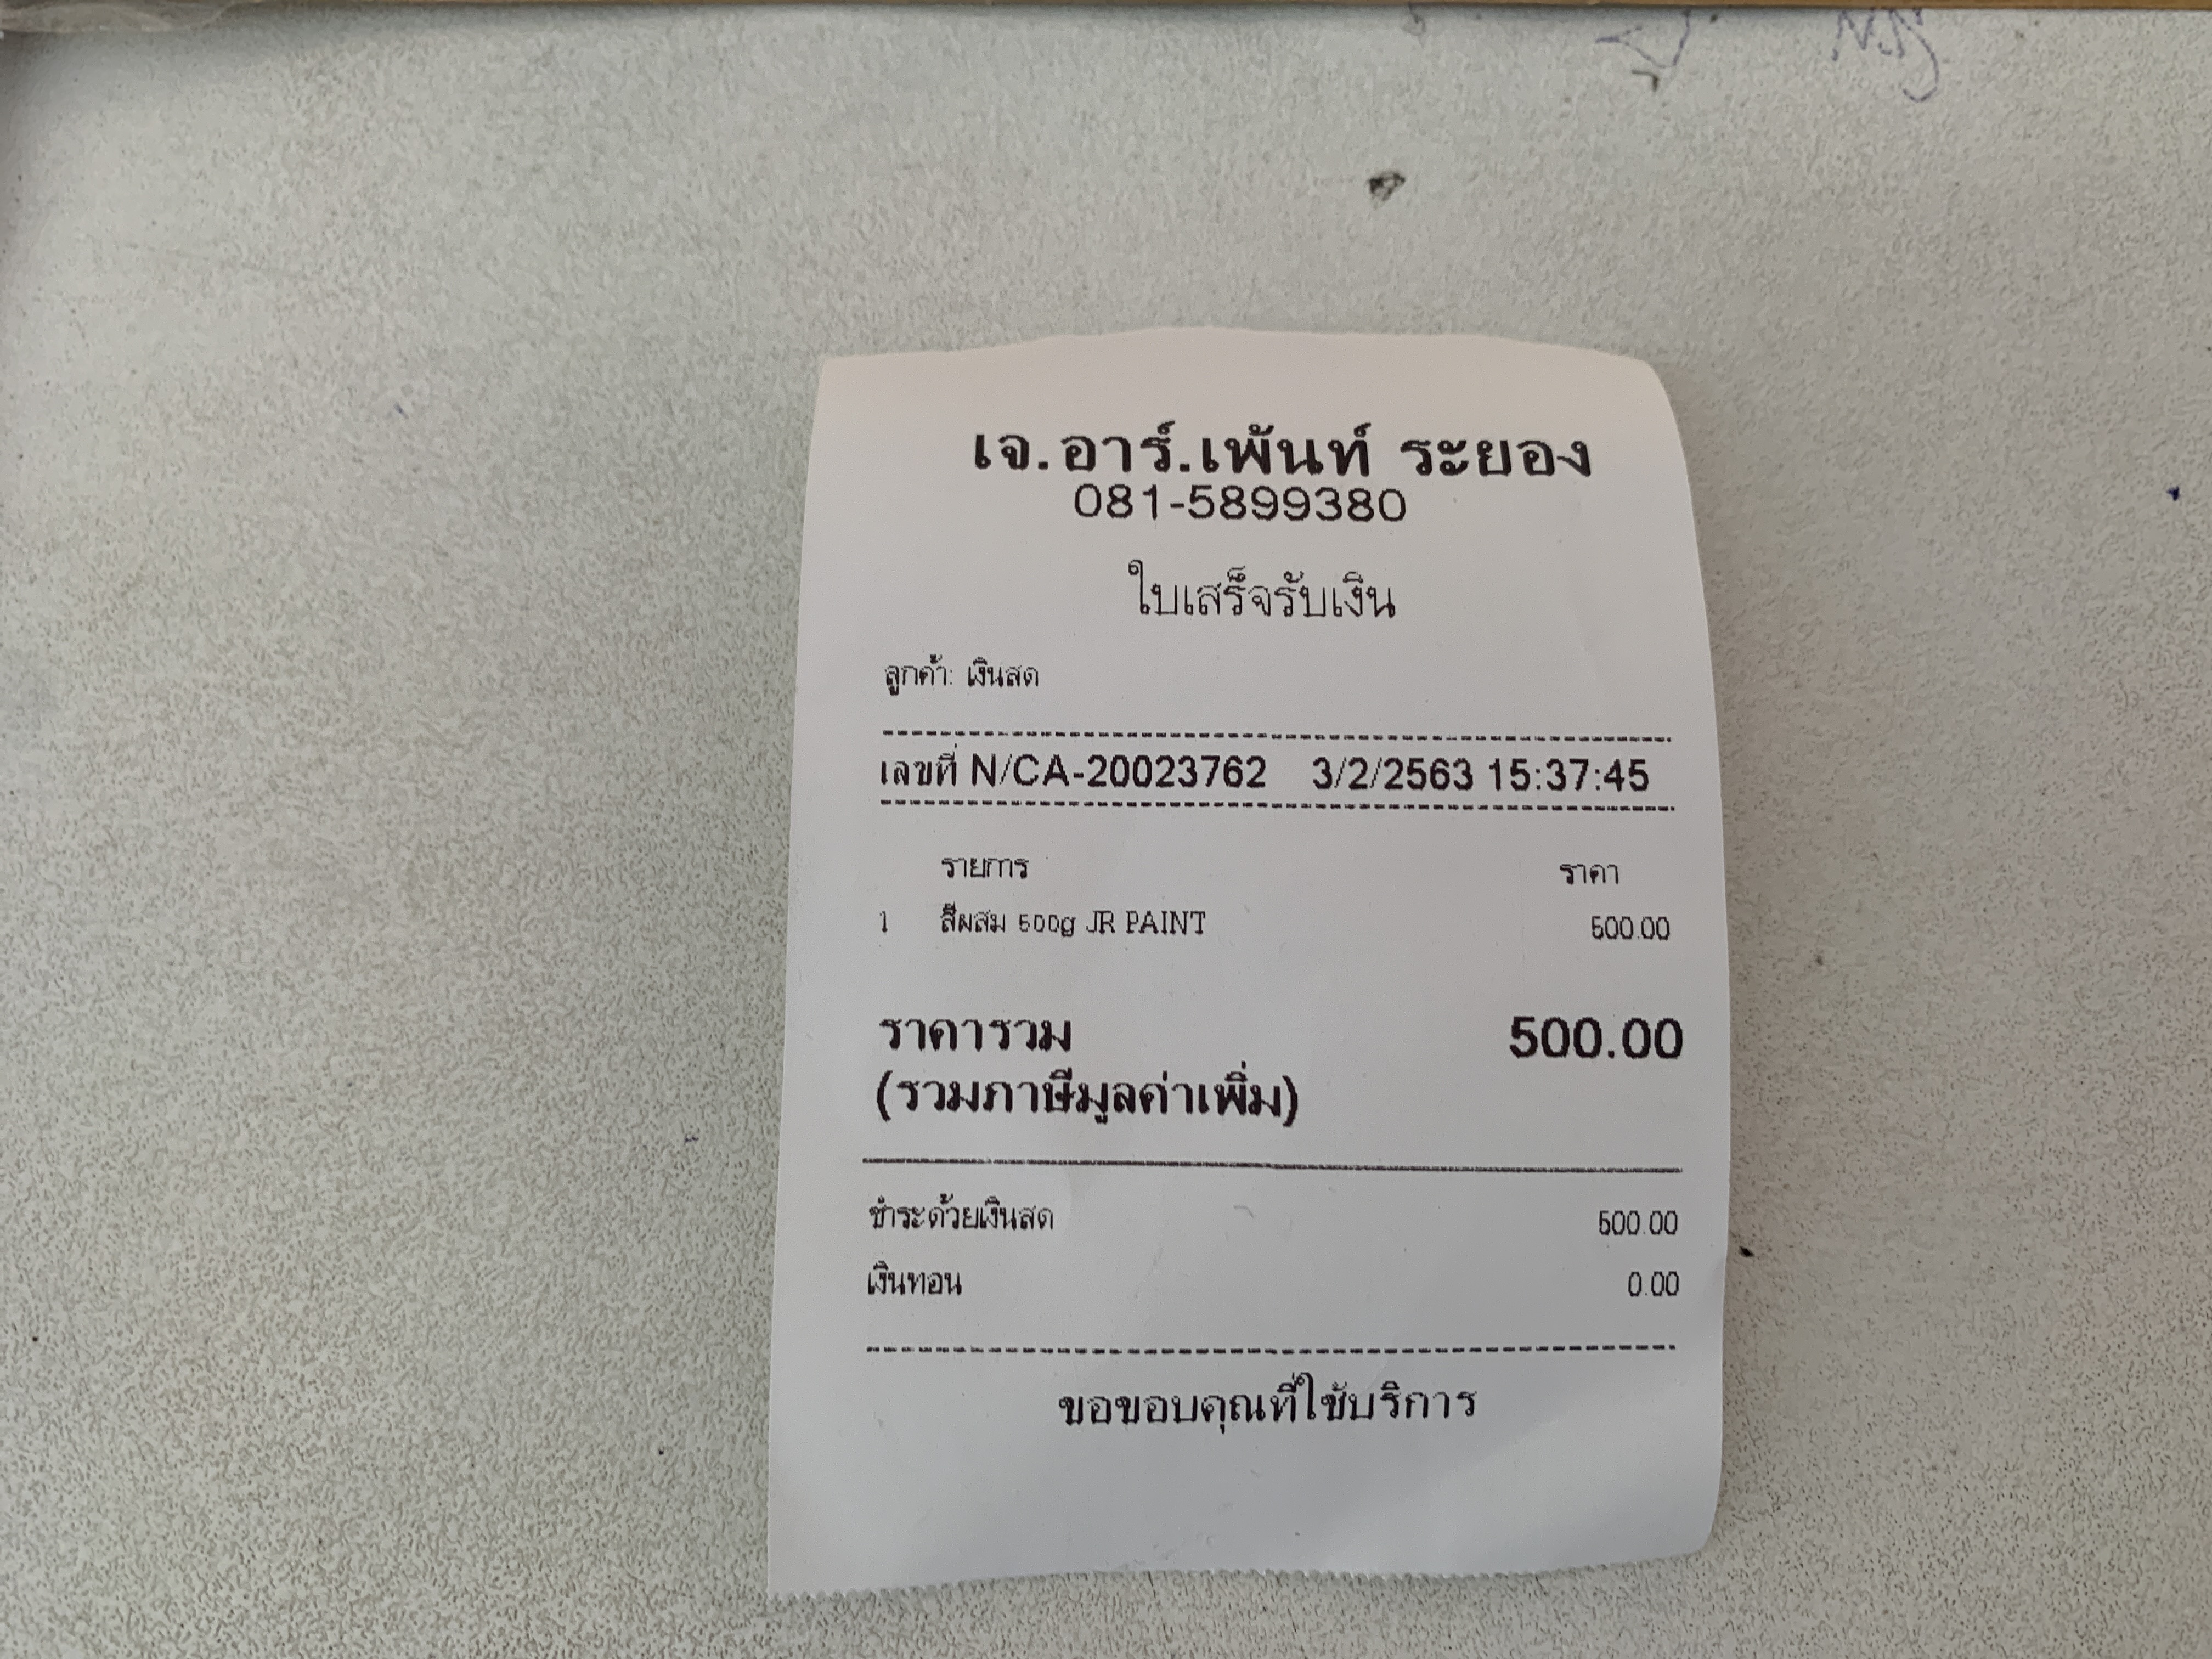 เจ.อาร์.เพ้นท์ ระยอง
081-5899380
ใบเสร็จรับเงิน
ลูกค้า: เงินสด
เลขที่ N/CA-20023762 3/2/2563 15:37:45
รายการ ราคา
1 สีผสม 500g JR PAINT 500.00
ราคารวม 500.00
(รวมภาษีมูลค่าเพิ่ม)
ชำระด้วยเงินสด 500.00
เงินทอน 0.00
ขอขอบคุณที่ใช้บริการ